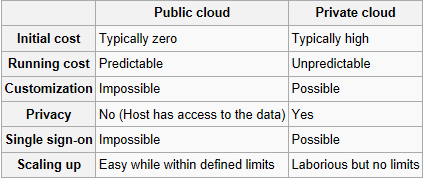 Public cloud Private cloud
Initial cost Typically zero Typically high
Running cost Predictable Unpredictable
Customization Impossible Possible
Privacy No (Host has access to the data) Yes
Single sign-on Impossible Possible
Scaling up Easy while within defined limits Laborious but no limits